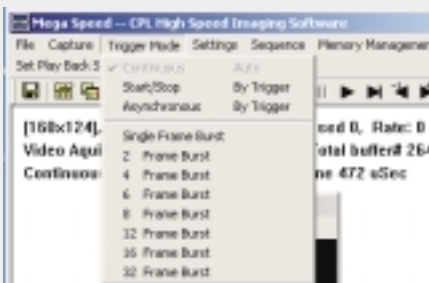 Mega Speed -- CPL High Speed Imaging Software
File Capture Trigger Mode Settings Sequence Memory Managemen
Set Play Back S
✓ Continuous Auto
Start/Stop By Trigger
Asynchronous By Trigger
Single Frame Burst
2 Frame Burst
4 Frame Burst
6 Frame Burst
8 Frame Burst
12 Frame Burst
16 Frame Burst
32 Frame Burst
[160x124], sed 0, Rate: 0
Video Aqui otal buffer# 264
Continuou ne 472 uSec